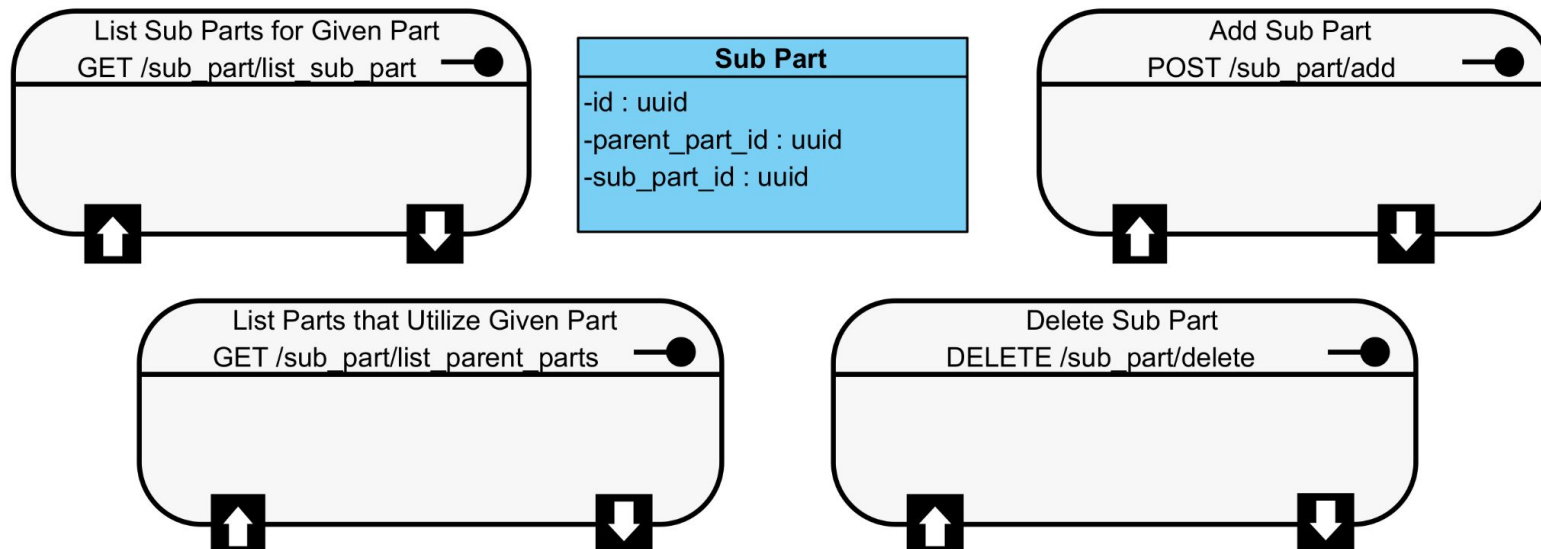 List Sub Parts for Given Part
GET /sub_part/list_sub_part
Sub Part
-id : uuid
-parent_part_id : uuid
-sub_part_id : uuid
Add Sub Part
POST /sub_part/add
List Parts that Utilize Given Part
GET /sub_part/list_parent_parts
Delete Sub Part
DELETE /sub_part/delete